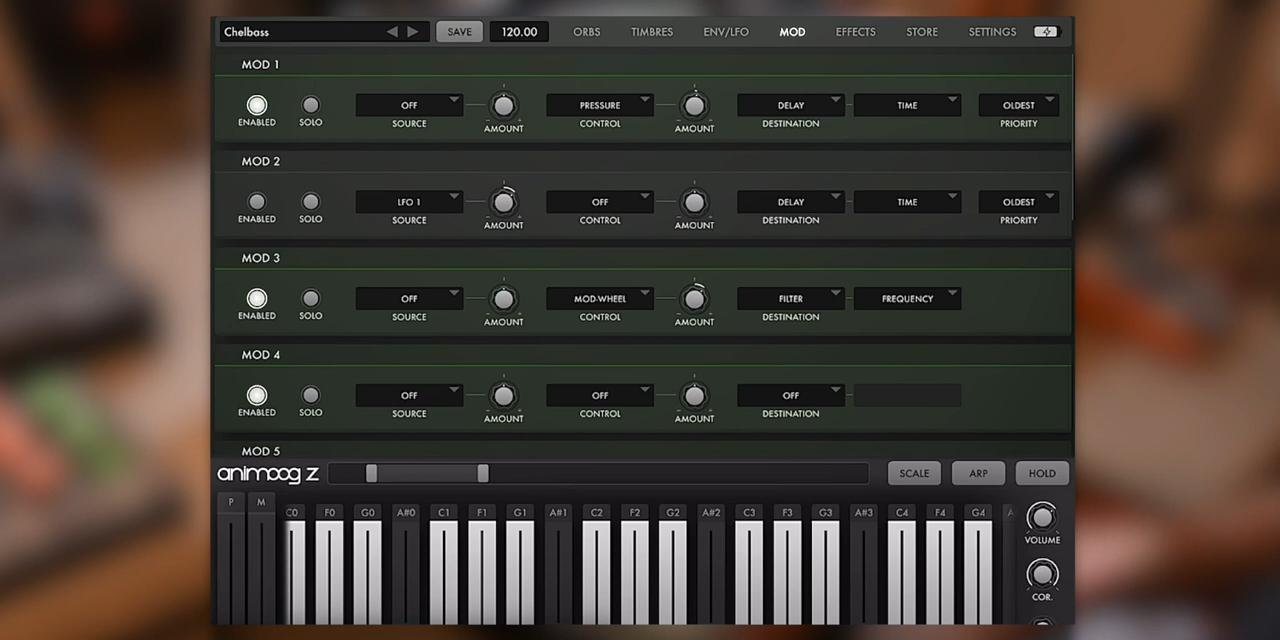 Chelbass SAVE 120.00 ORBS TIMBRES ENV/LFO MOD EFFECTS STORE SETTINGS
MOD 1
OFF PRESSURE DELAY TIME OLDEST
ENABLED SOLO SOURCE AMOUNT CONTROL AMOUNT DESTINATION PRIORITY
MOD 2
LFO 1 OFF DELAY TIME OLDEST
ENABLED SOLO SOURCE AMOUNT CONTROL AMOUNT DESTINATION PRIORITY
MOD 3
OFF MOD-WHEEL FILTER FREQUENCY
ENABLED SOLO SOURCE AMOUNT CONTROL AMOUNT DESTINATION
MOD 4
OFF OFF OFF
ENABLED SOLO SOURCE AMOUNT CONTROL AMOUNT DESTINATION
MOD 5
animoog z SCALE ARP HOLD
P M C0 F0 G0 A#0 C1 F1 G1 A#1 C2 F2 G2 A#2 C3 F3 G3 A#3 C4 F4 G4 A
VOLUME
COR.